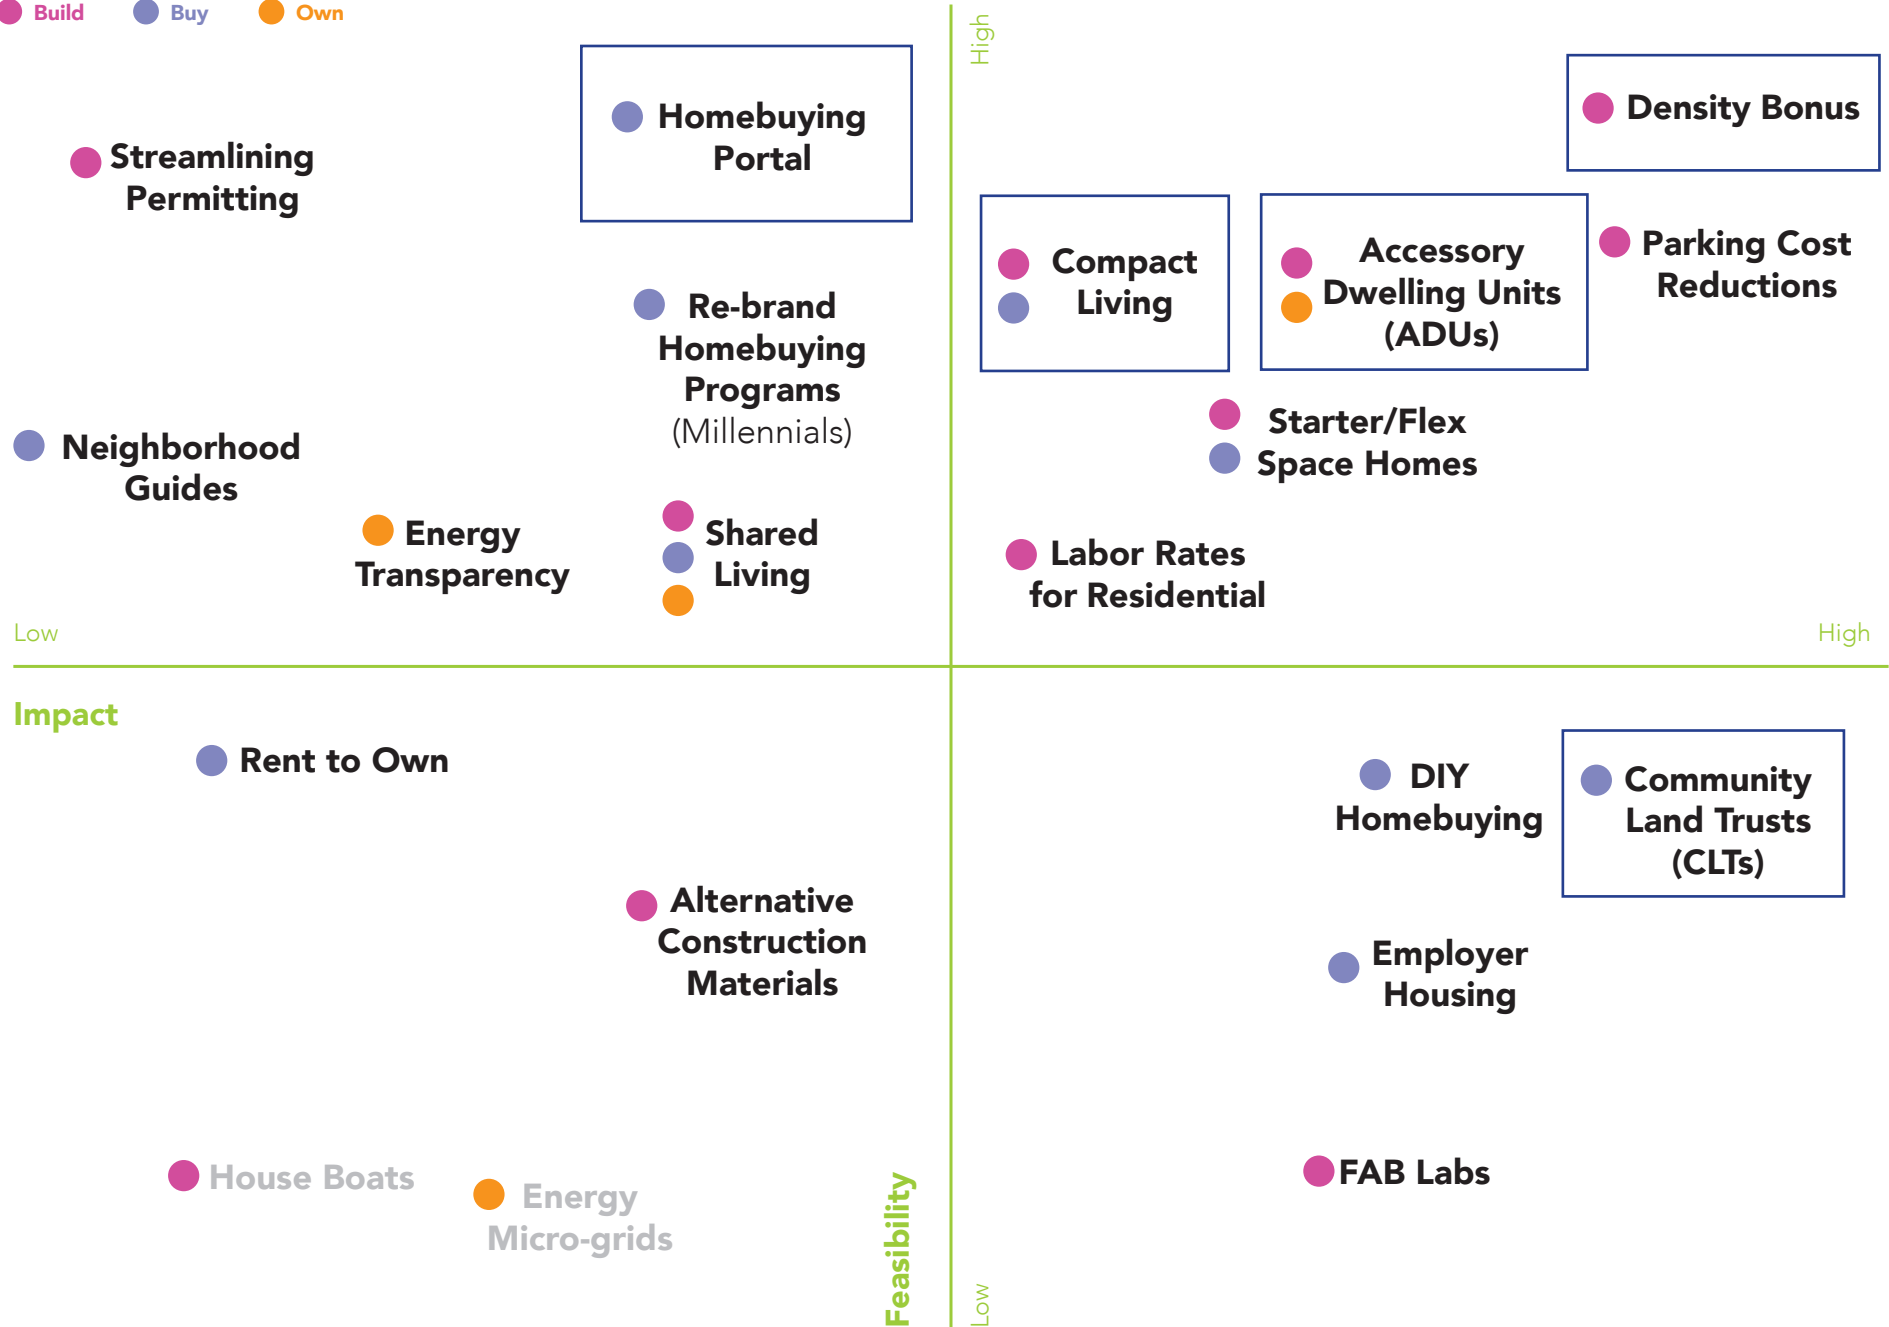 Build
Buy
Own
High
Homebuying
Portal
Density Bonus
Streamlining
Permitting
Compact
Living
Accessory
Dwelling Units
(ADUs)
Parking Cost
Reductions
Re-brand
Homebuying
Programs
(Millennials)
Starter/Flex
Space Homes
Neighborhood
Guides
Energy
Transparency
Shared
Living
Labor Rates
for Residential
Low
High
Impact
Rent to Own
DIY
Homebuying
Community
Land Trusts
(CLTs)
Alternative
Construction
Materials
Employer
Housing
House Boats
Energy
Micro-grids
FAB Labs
Feasibility
Low